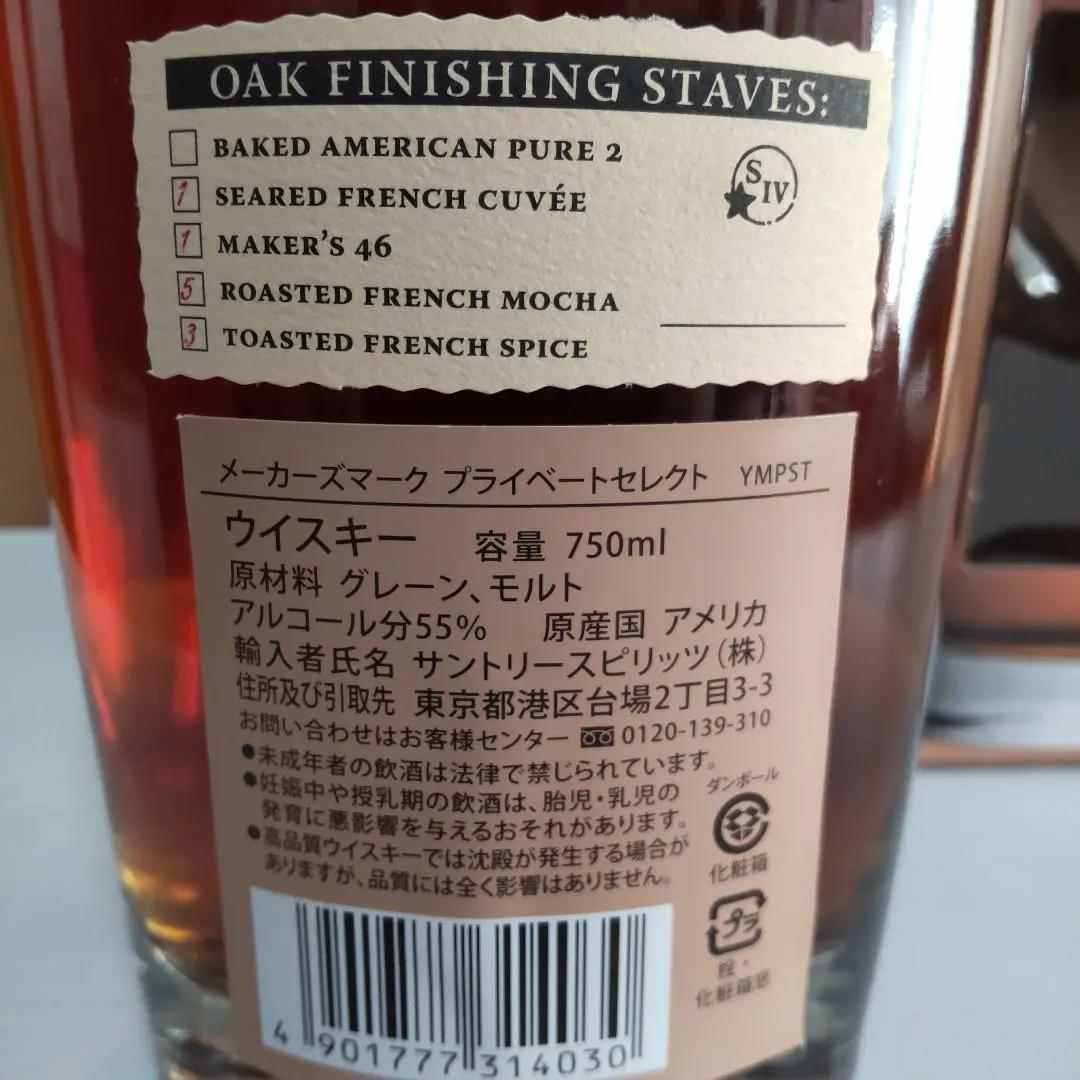 OAK FINISHING STAVES:
BAKED AMERICAN PURE 2
1 SEARED FRENCH CUVÉE
1 MAKER'S 46
5 ROASTED FRENCH MOCHA
3 TOASTED FRENCH SPICE
S IV
メーカーズマーク プライベートセレクト YMPST
ウイスキー 容量 750ml
原材料 グレーン、モルト
アルコール分55% 原産国 アメリカ
輸入者氏名 サントリースピリッツ(株)
住所及び引取先 東京都港区台場2丁目3-3
お問い合わせはお客様センター 0120-139-310
●未成年者の飲酒は法律で禁じられています。
●妊娠中や授乳期の飲酒は、胎児・乳児の
発育に悪影響を与えるおそれがあります。
●高品質ウイスキーでは沈殿が発生する場合が
ありますが、品質には全く影響はありません。
ダンボール
化粧箱
プラ
栓・
化粧箱窓
4 901777 314030